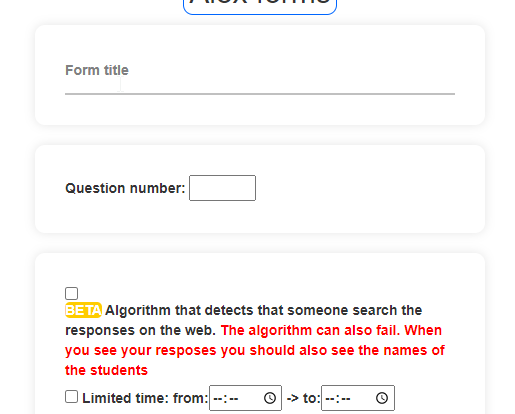 Alex forms
Form title
Question number:
BETA Algorithm that detects that someone search the
responses on the web. The algorithm can also fail. When
you see your resposes you should also see the names of
the students
Limited time: from: --:-- -> to: --:--